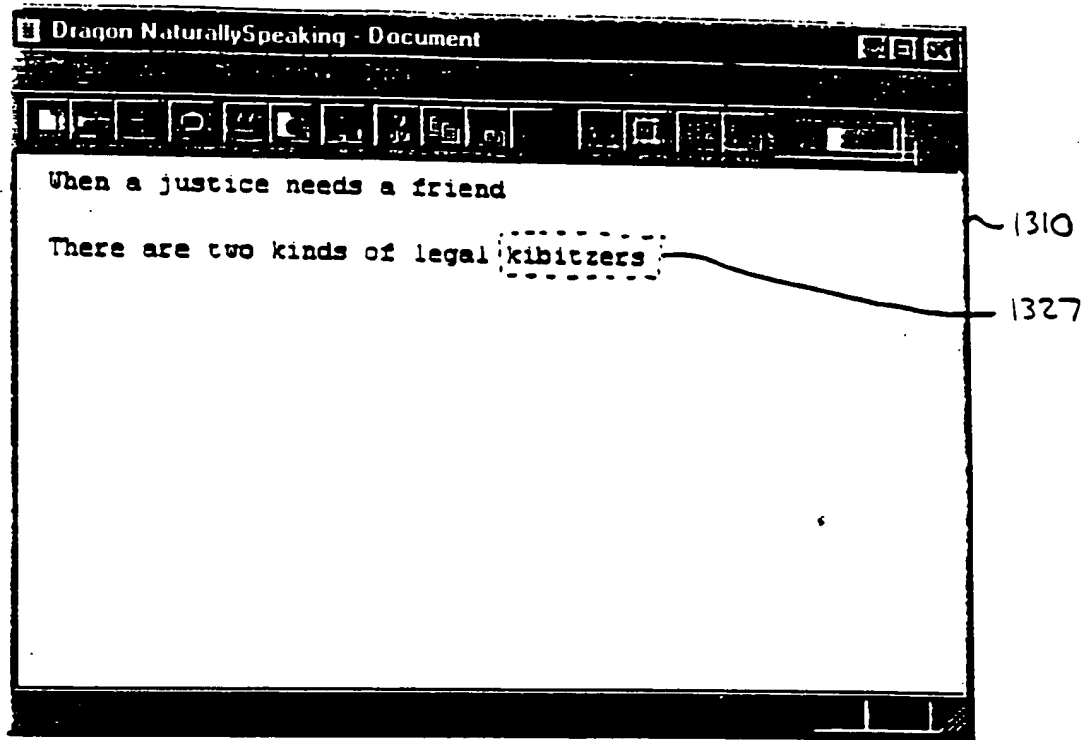 Dragon NaturallySpeaking - Document
When a justice needs a friend
There are two kinds of legal kibitzers
1310
1327